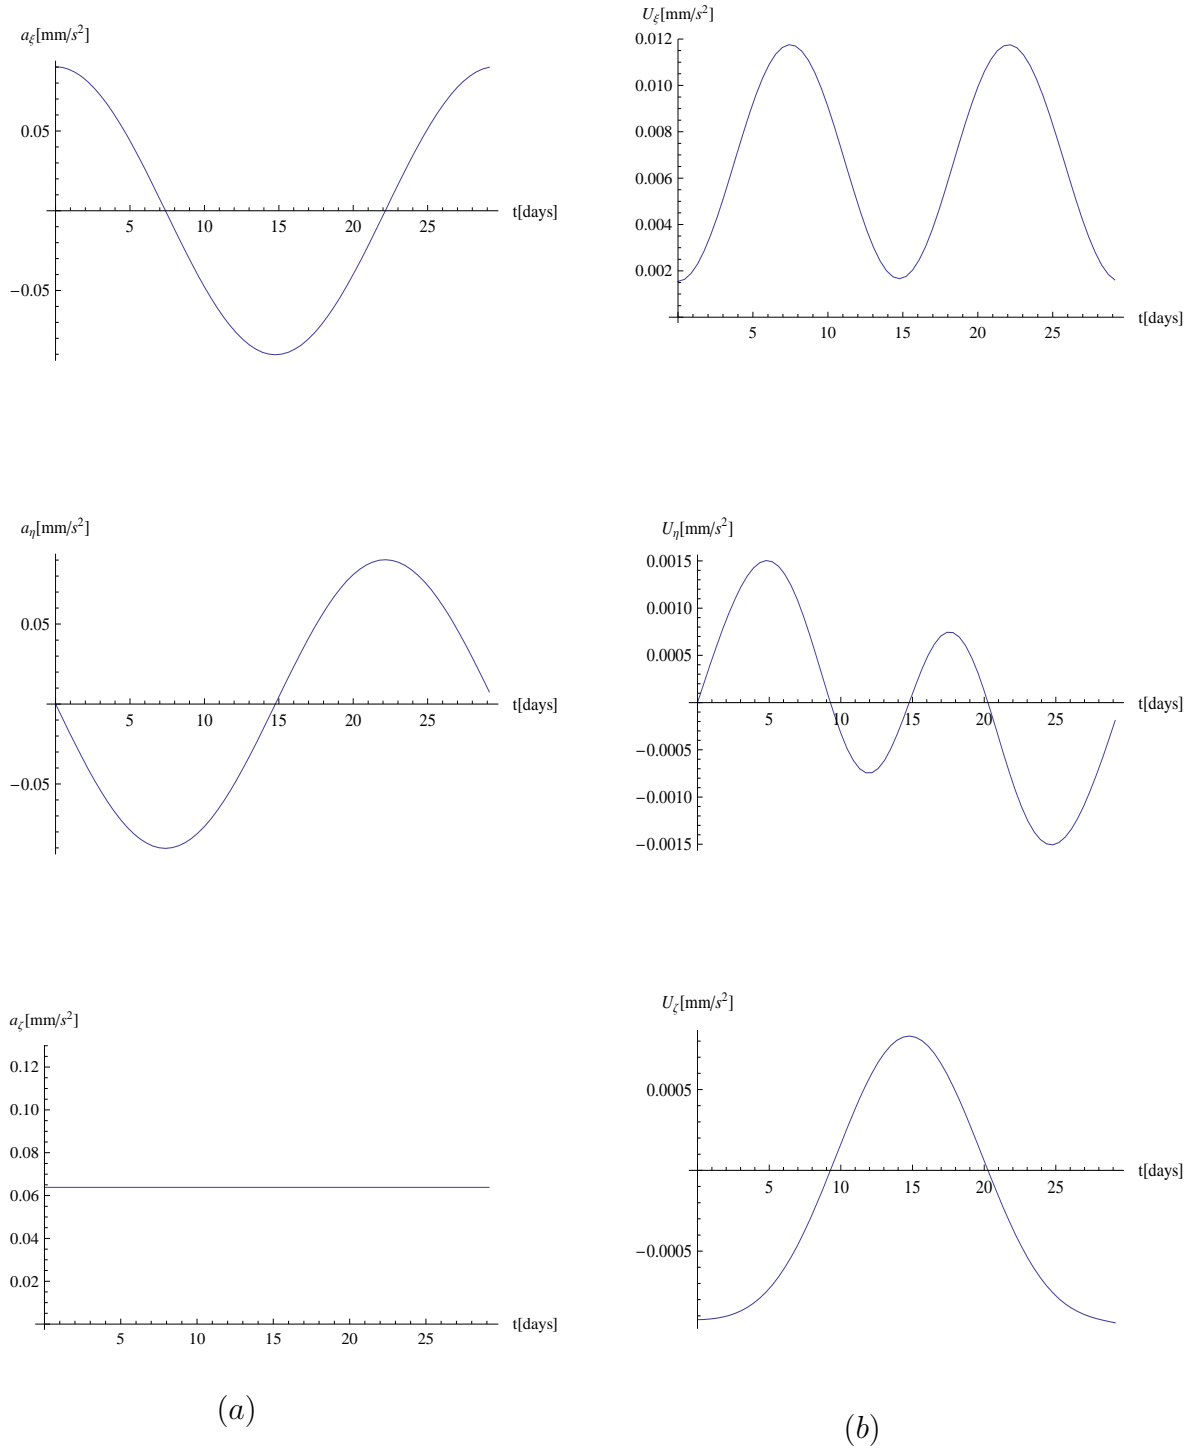 a_ξ[mm/s²]
0.05
−0.05
5 10 15 20 25 t[days]
U_ξ[mm/s²]
0.012
0.010
0.008
0.006
0.004
0.002
5 10 15 20 25 t[days]
a_η[mm/s²]
0.05
−0.05
5 10 15 20 25 t[days]
U_η[mm/s²]
0.0015
0.0010
0.0005
−0.0005
−0.0010
−0.0015
5 10 15 20 25 t[days]
a_ζ[mm/s²]
0.12
0.10
0.08
0.06
0.04
0.02
5 10 15 20 25 t[days]
U_ζ[mm/s²]
0.0005
−0.0005
5 10 15 20 25 t[days]
(a)
(b)